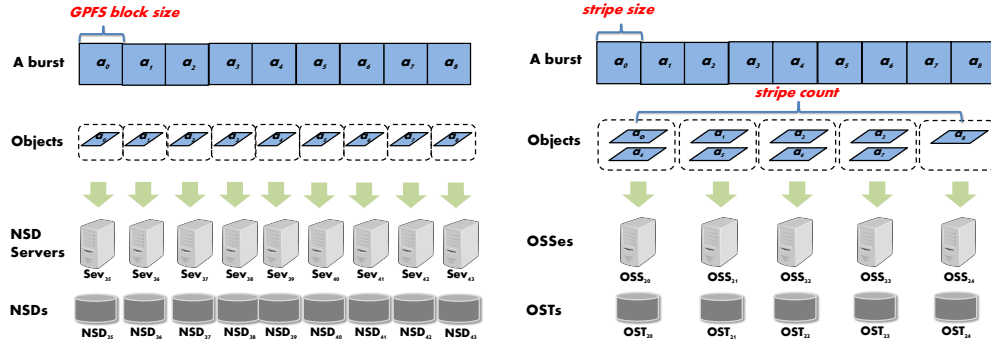 GPFS block size
A burst
a₀ a₁ a₂ a₃ a₄ a₅ a₆ a₇ a₈
Objects
NSD
Servers
Sev₃₅ Sev₃₆ Sev₃₇ Sev₃₈ Sev₃₉ Sev₄₀ Sev₄₁ Sev₄₂ Sev₄₃
NSDs
NSD₃₅ NSD₃₆ NSD₃₇ NSD₃₈ NSD₃₉ NSD₄₀ NSD₄₁ NSD₄₂ NSD₄₃
stripe size
A burst
a₀ a₁ a₂ a₃ a₄ a₅ a₆ a₇ a₈
stripe count
Objects
a₀ a₁ a₂ a₃ a₈
a₄ a₅ a₆ a₇
OSSes
OSS₂₀ OSS₂₁ OSS₂₂ OSS₂₃ OSS₂₄
OSTs
OST₂₀ OST₂₁ OST₂₂ OST₂₃ OST₂₄